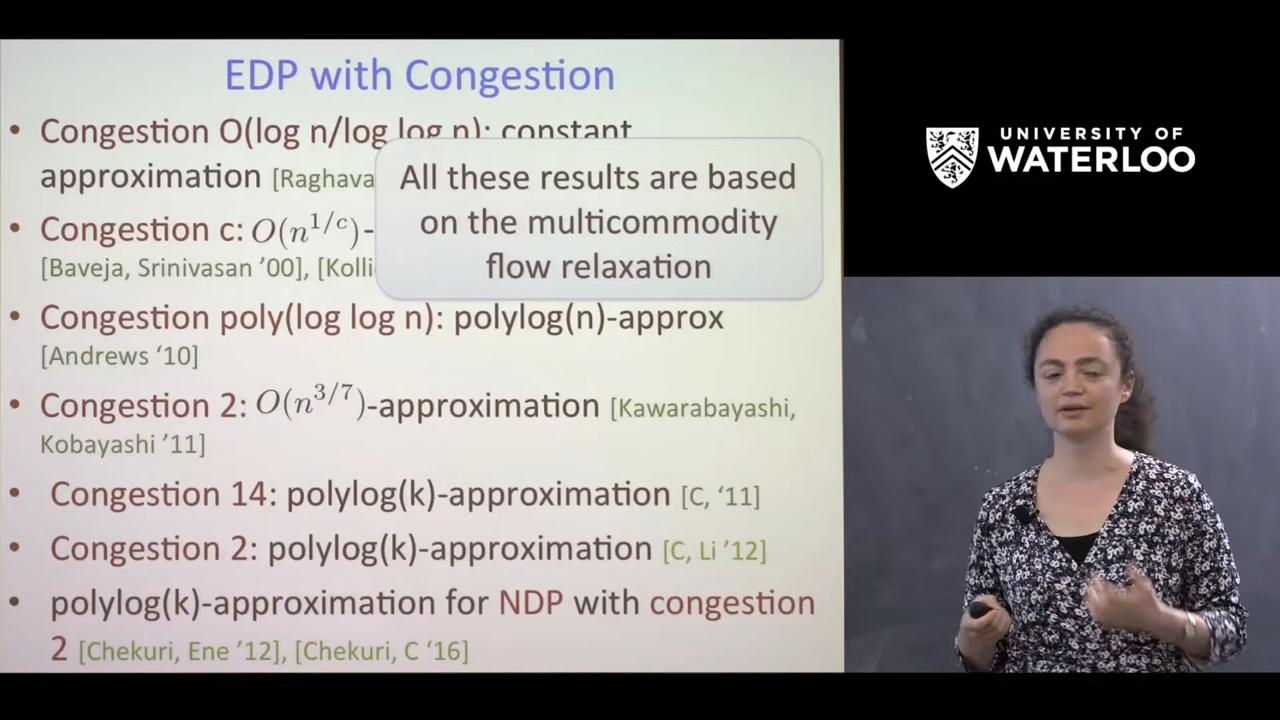 EDP with Congestion
• Congestion O(log n/log log n): constant
approximation [Raghava
• Congestion c: O(n^{1/c})-
[Baveja, Srinivasan '00], [Kolli
All these results are based
on the multicommodity
flow relaxation
• Congestion poly(log log n): polylog(n)-approx
[Andrews '10]
• Congestion 2: O(n^{3/7})-approximation [Kawarabayashi,
Kobayashi '11]
• Congestion 14: polylog(k)-approximation [C, '11]
• Congestion 2: polylog(k)-approximation [C, Li '12]
• polylog(k)-approximation for NDP with congestion
2 [Chekuri, Ene '12], [Chekuri, C '16]
UNIVERSITY OF
WATERLOO